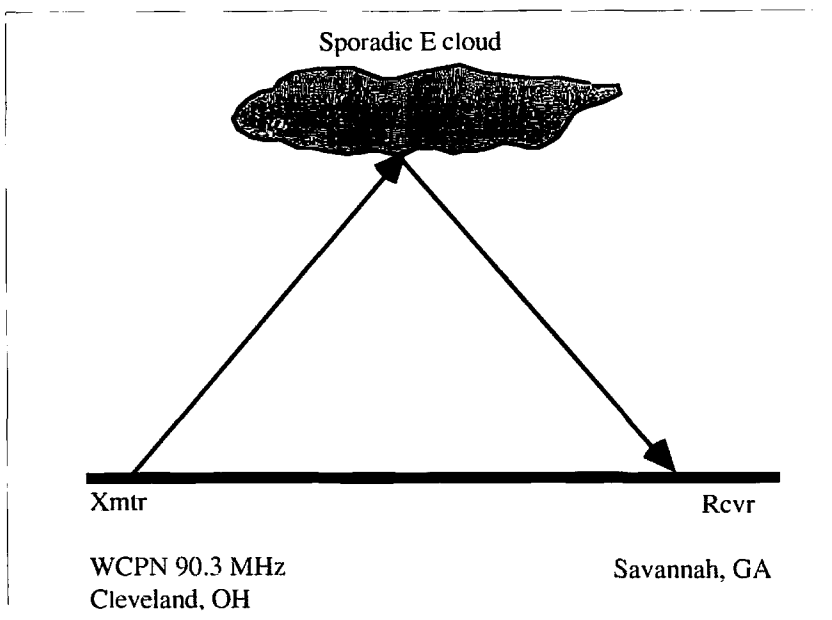 Sporadic E cloud
Xmtr
Rcvr
WCPN 90.3 MHz
Savannah, GA
Cleveland, OH